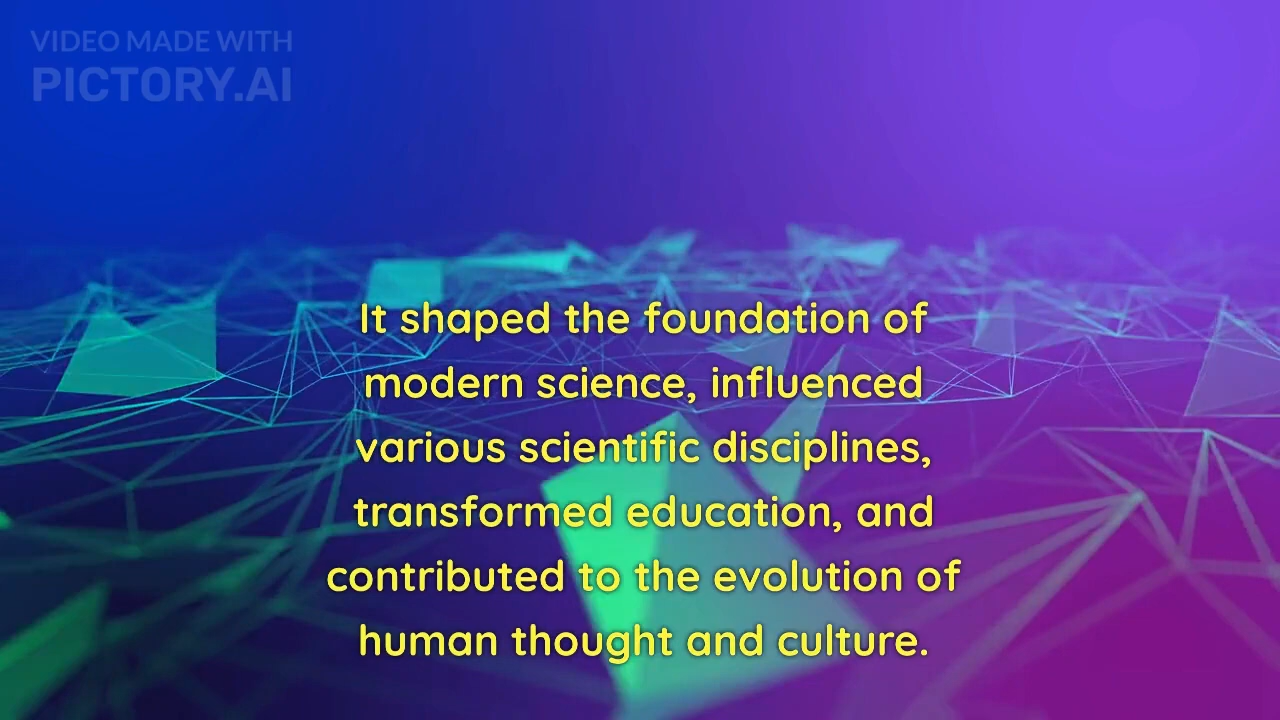 VIDEO MADE WITH
PICTORY.AI
It shaped the foundation of
modern science, influenced
various scientific disciplines,
transformed education, and
contributed to the evolution of
human thought and culture.